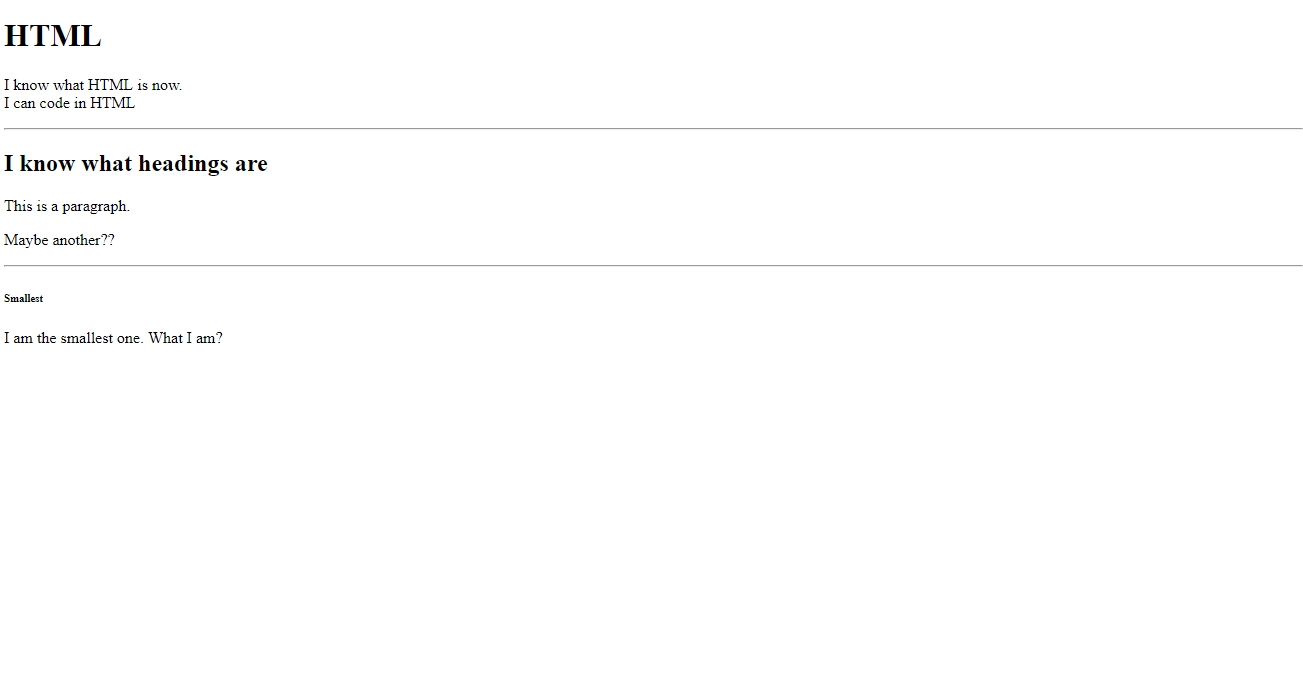 HTML
I know what HTML is now.
I can code in HTML
I know what headings are
This is a paragraph.
Maybe another??
Smallest
I am the smallest one. What I am?